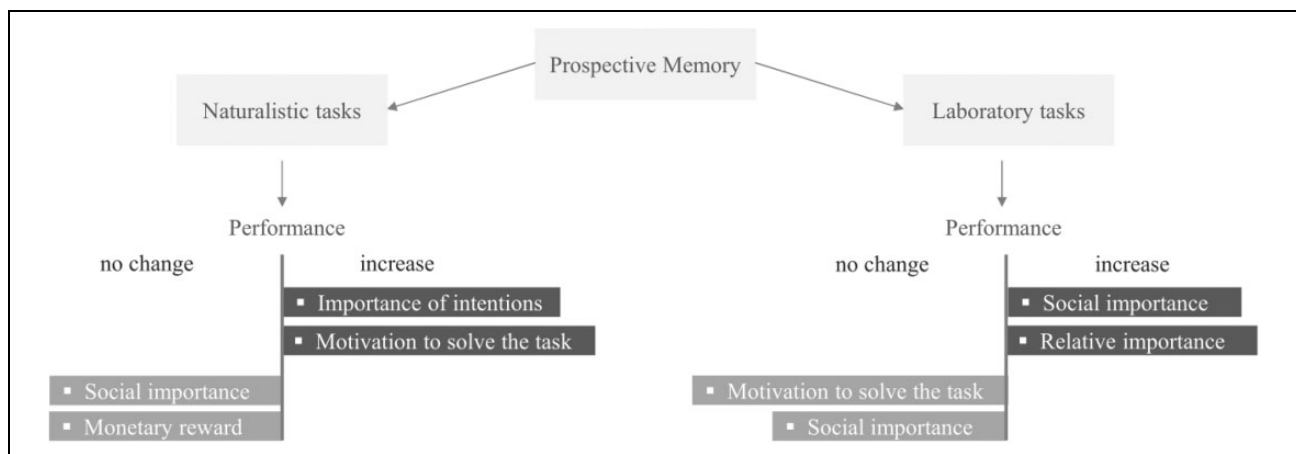 Prospective Memory
Naturalistic tasks
Laboratory tasks
Performance
no change
increase
▪ Importance of intentions
▪ Motivation to solve the task
▪ Social importance
▪ Monetary reward
Performance
no change
increase
▪ Social importance
▪ Relative importance
▪ Motivation to solve the task
▪ Social importance